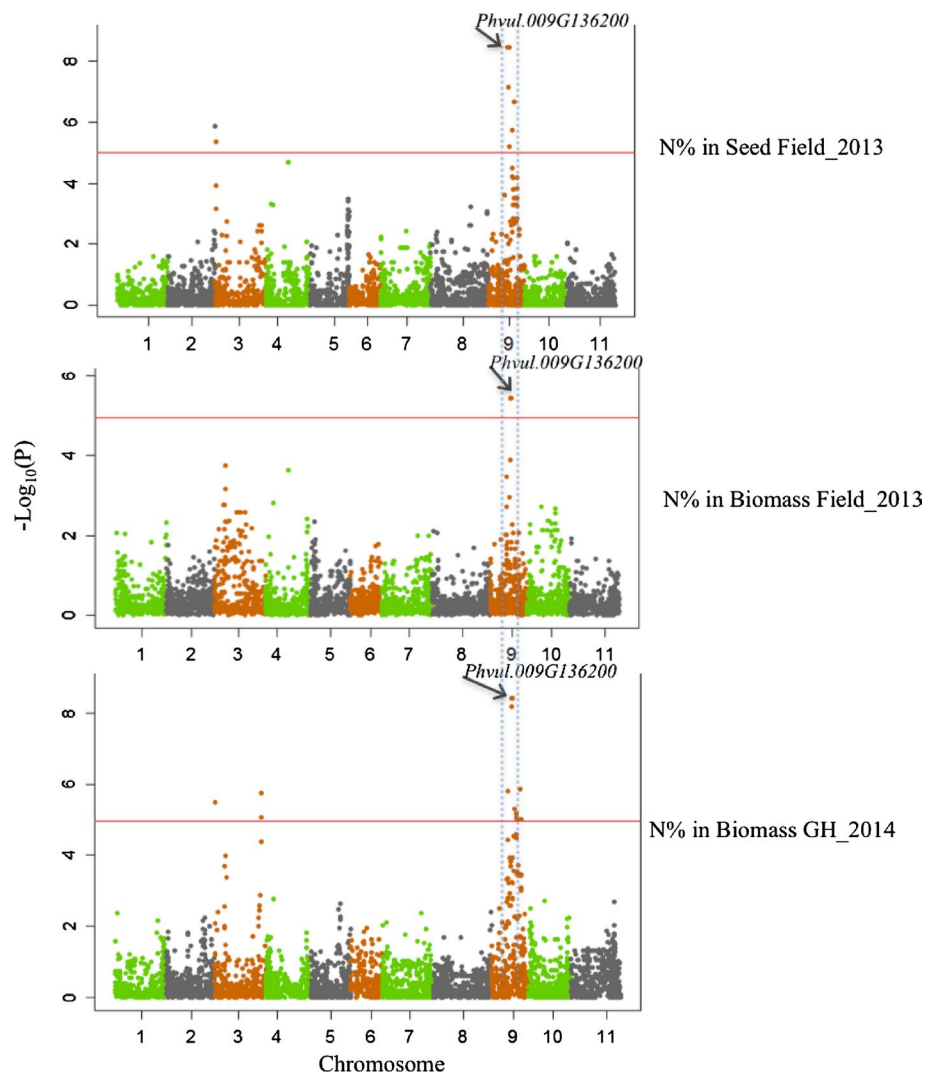 Phvul.009G136200
8
6
4
2
0
N% in Seed Field_2013
1 2 3 4 5 6 7 8 9 10 11
Phvul.009G136200
6
4
2
0
N% in Biomass Field_2013
-Log10(P)
1 2 3 4 5 6 7 8 9 10 11
Phvul.009G136200
8
6
4
2
0
N% in Biomass GH_2014
1 2 3 4 5 6 7 8 9 10 11
Chromosome